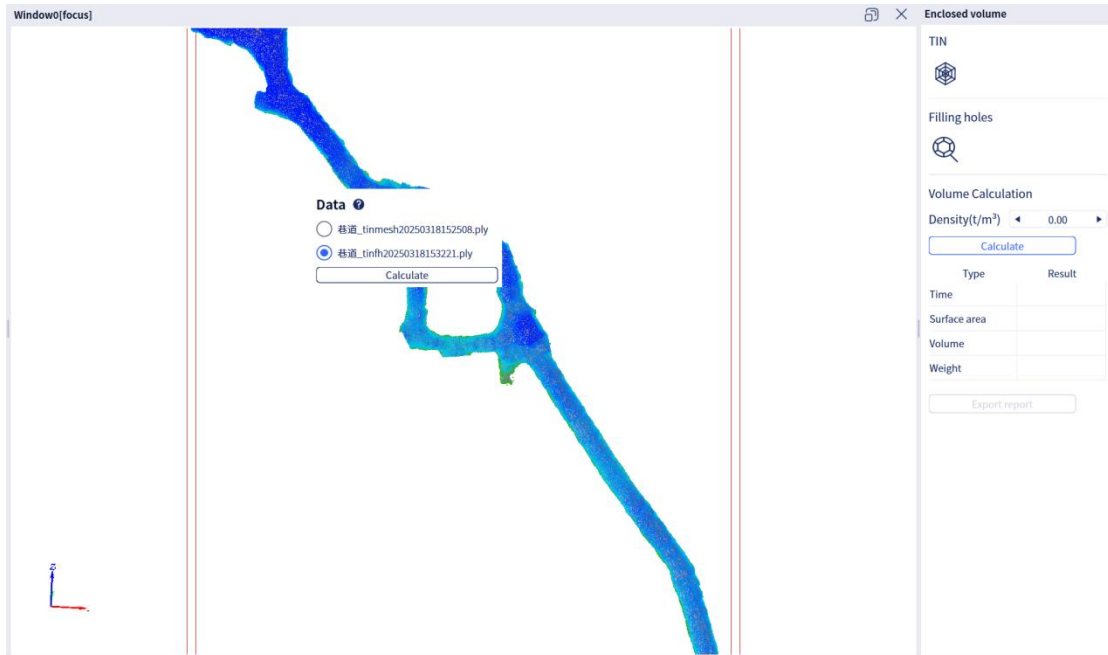 Window0[focus]
Enclosed volume
TIN
Filling holes
Volume Calculation
Density(t/m³) 0.00
Calculate
Type Result
Time
Surface area
Volume
Weight
Export report
Data
巷道_tinmesh20250318152508.ply
巷道_tinfh20250318153221.ply
Calculate